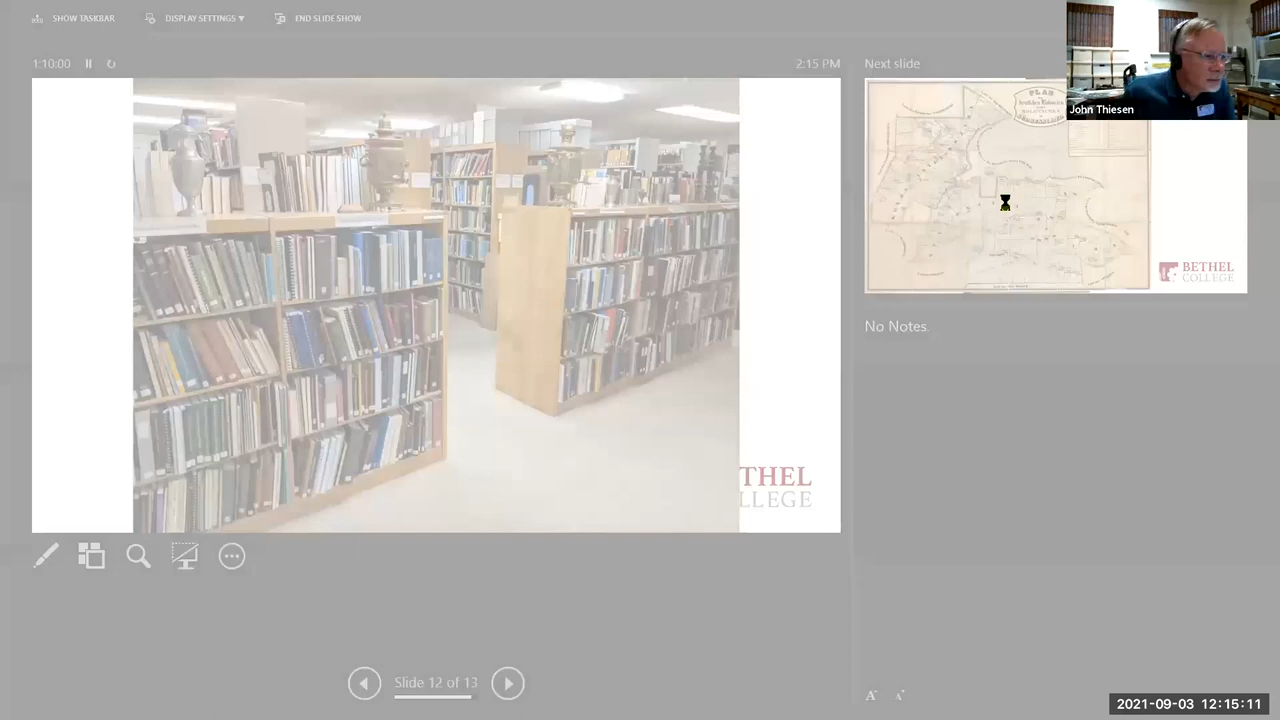 SHOW TASKBAR
DISPLAY SETTINGS ▼
END SLIDE SHOW
1:10:00
2:15 PM
Next slide
John Thiesen
PLAN
BETHEL
COLLEGE
No Notes.
THEL
LLEGE
Slide 12 of 13
A A
2021-09-03 12:15:11